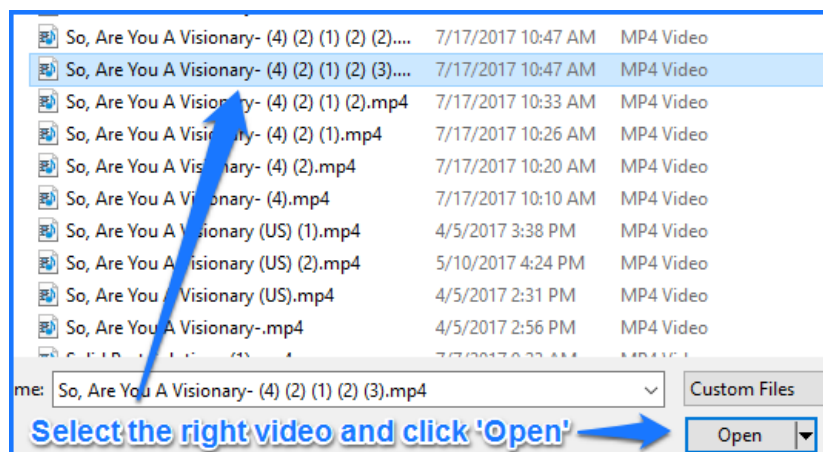 So, Are You A Visionary- (4) (2) (1) (2) (2).... 7/17/2017 10:47 AM MP4 Video
So, Are You A Visionary- (4) (2) (1) (2) (3).... 7/17/2017 10:47 AM MP4 Video
So, Are You A Visionary- (4) (2) (1) (2).mp4 7/17/2017 10:33 AM MP4 Video
So, Are You A Visionary- (4) (2) (1).mp4 7/17/2017 10:26 AM MP4 Video
So, Are You A Visionary- (4) (2).mp4 7/17/2017 10:20 AM MP4 Video
So, Are You A Visionary- (4).mp4 7/17/2017 10:10 AM MP4 Video
So, Are You A Visionary (US) (1).mp4 4/5/2017 3:38 PM MP4 Video
So, Are You A Visionary (US) (2).mp4 5/10/2017 4:24 PM MP4 Video
So, Are You A Visionary (US).mp4 4/5/2017 2:31 PM MP4 Video
So, Are You A Visionary-.mp4 4/5/2017 2:56 PM MP4 Video
me: So, Are You A Visionary- (4) (2) (1) (2) (3).mp4 Custom Files
Select the right video and click 'Open' Open